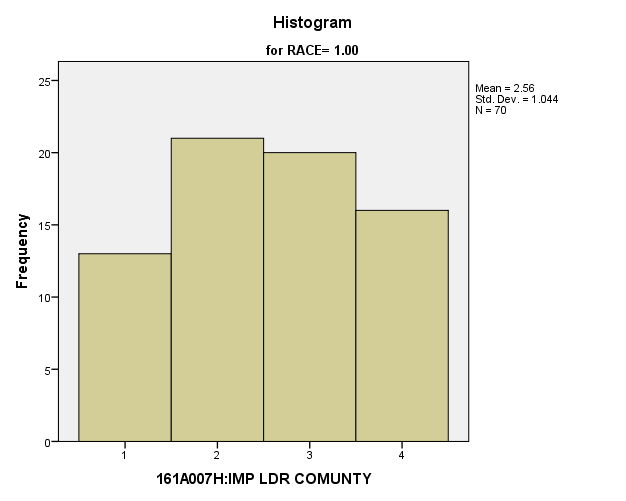 Histogram
for RACE= 1.00
Mean = 2.56
Std. Dev. = 1.044
N = 70
Frequency
25
20
15
10
5
0
1 2 3 4
161A007H:IMP LDR COMUNTY